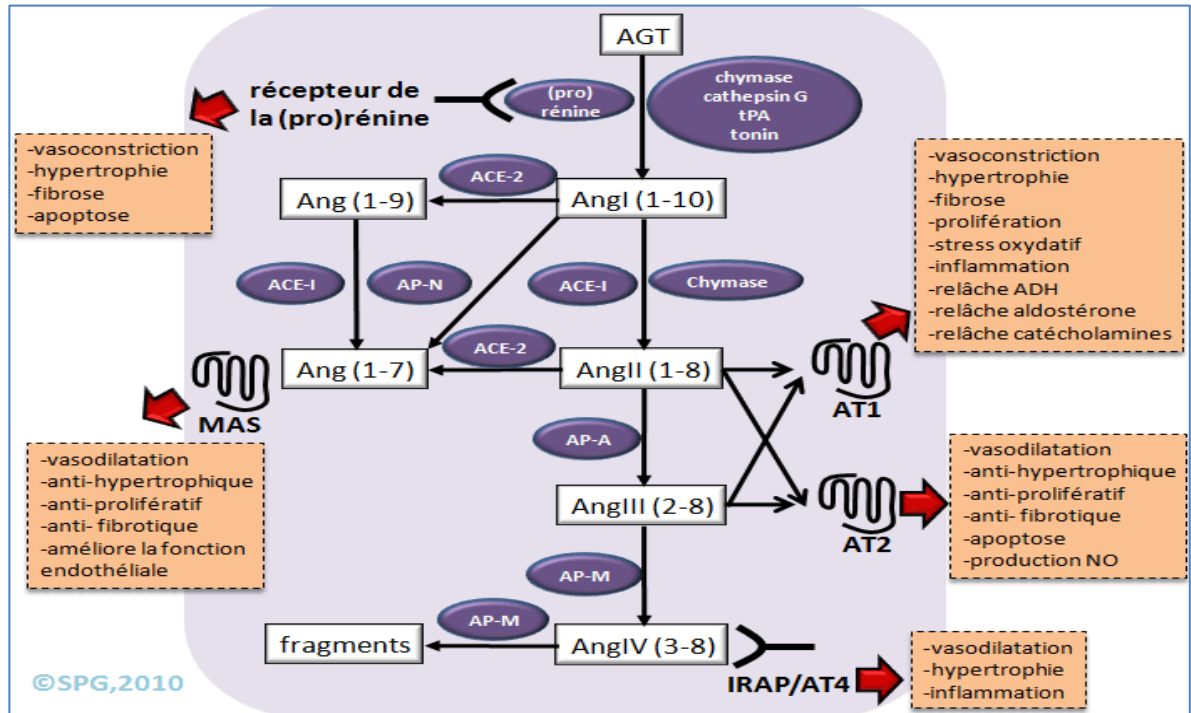 AGT
récepteur de
la (pro)rénine
(pro)
rénine
chymase
cathepsin G
tPA
tonin
-vasoconstriction
-hypertrophie
-fibrose
-apoptose
-vasoconstriction
-hypertrophie
-fibrose
-prolifération
-stress oxydatif
-inflammation
-relâche ADH
-relâche aldostérone
-relâche catécholamines
Ang (1-9)
ACE-2
AngI (1-10)
ACE-I
AP-N
ACE-I
Chymase
Ang (1-7)
ACE-2
AngII (1-8)
MAS
AT1
-vasodilatation
-anti-hypertrophique
-anti-prolifératif
-anti- fibrotique
-améliore la fonction
endothéliale
AP-A
AngIII (2-8)
AT2
-vasodilatation
-anti-hypertrophique
-anti-prolifératif
-anti- fibrotique
-apoptose
-production NO
AP-M
fragments
AP-M
AngIV (3-8)
IRAP/AT4
-vasodilatation
-hypertrophie
-inflammation
©SPG,2010